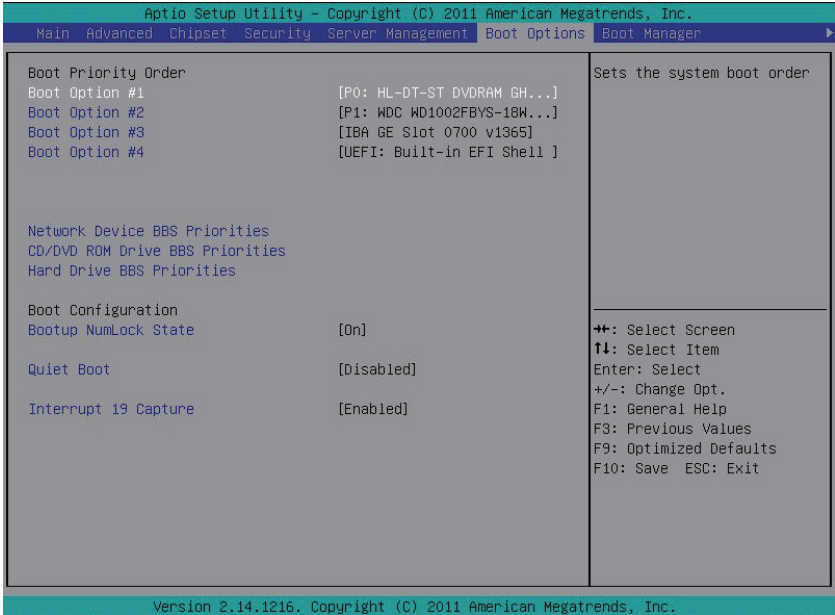 Aptio Setup Utility – Copyright (C) 2011 American Megatrends, Inc.
Main Advanced Chipset Security Server Management Boot Options Boot Manager
Boot Priority Order
Boot Option #1 [P0: HL-DT-ST DVDRAM GH...]
Boot Option #2 [P1: WDC WD1002FBYS-18W...]
Boot Option #3 [IBA GE Slot 0700 v1365]
Boot Option #4 [UEFI: Built-in EFI Shell ]
Network Device BBS Priorities
CD/DVD ROM Drive BBS Priorities
Hard Drive BBS Priorities
Boot Configuration
Bootup NumLock State [On]
Quiet Boot [Disabled]
Interrupt 19 Capture [Enabled]
Sets the system boot order
→←: Select Screen
↑↓: Select Item
Enter: Select
+/-: Change Opt.
F1: General Help
F3: Previous Values
F9: Optimized Defaults
F10: Save ESC: Exit
Version 2.14.1216. Copyright (C) 2011 American Megatrends, Inc.